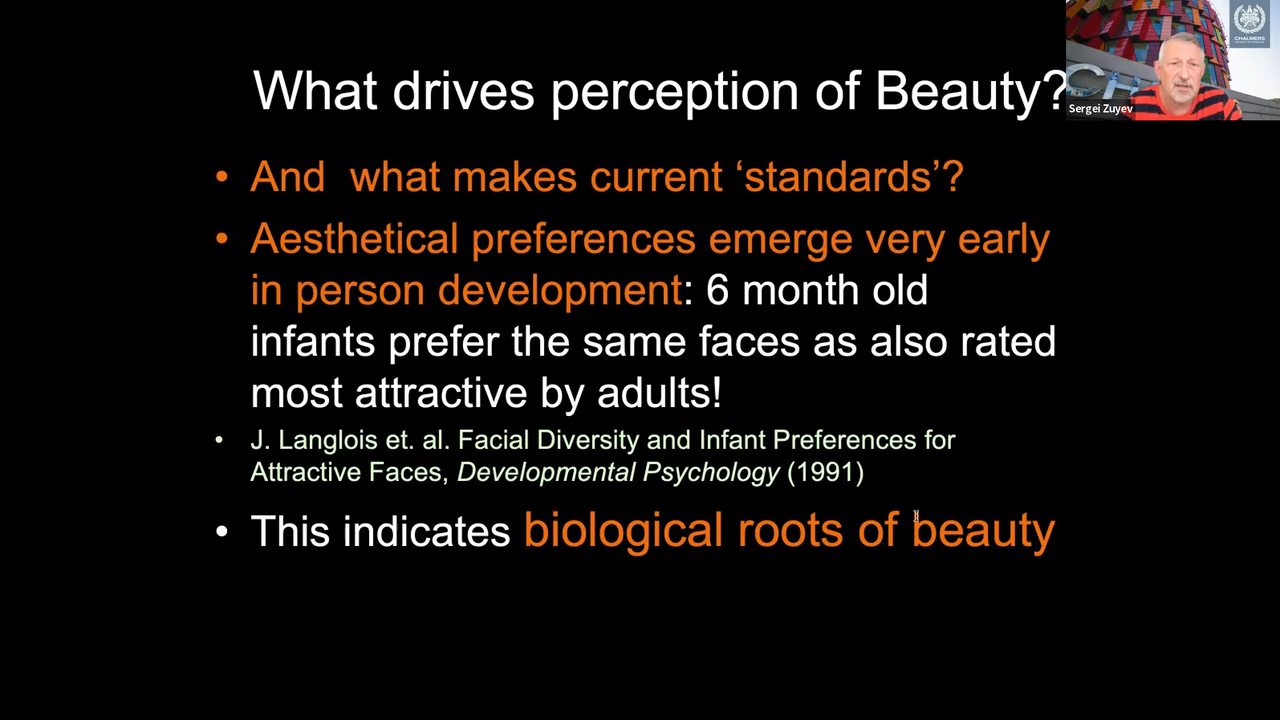 What drives perception of Beauty?
CHALMERS
Sergei Zuyev
• And  what makes current ‘standards’?
• Aesthetical preferences emerge very early
in person development: 6 month old
infants prefer the same faces as also rated
most attractive by adults!
• J. Langlois et. al. Facial Diversity and Infant Preferences for
Attractive Faces, Developmental Psychology (1991)
• This indicates biological roots of beauty